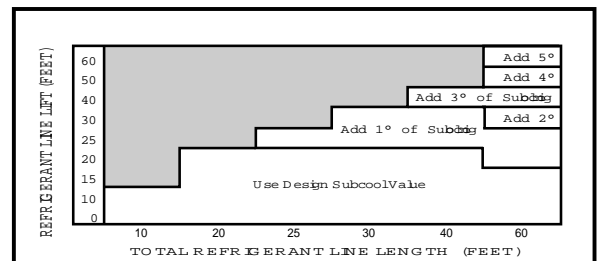 REFRIGERANT LINE LIFT (FEET)
60
50
40
30
25
20
15
10
0
Add 5°
Add 4°
Add 3° of Subcooling
Add 2°
Add 1° of Subcooling
Use Design Subcool Value
10 20 25 30 40 60
TOTAL REFRIGERANT LINE LENGTH (FEET)